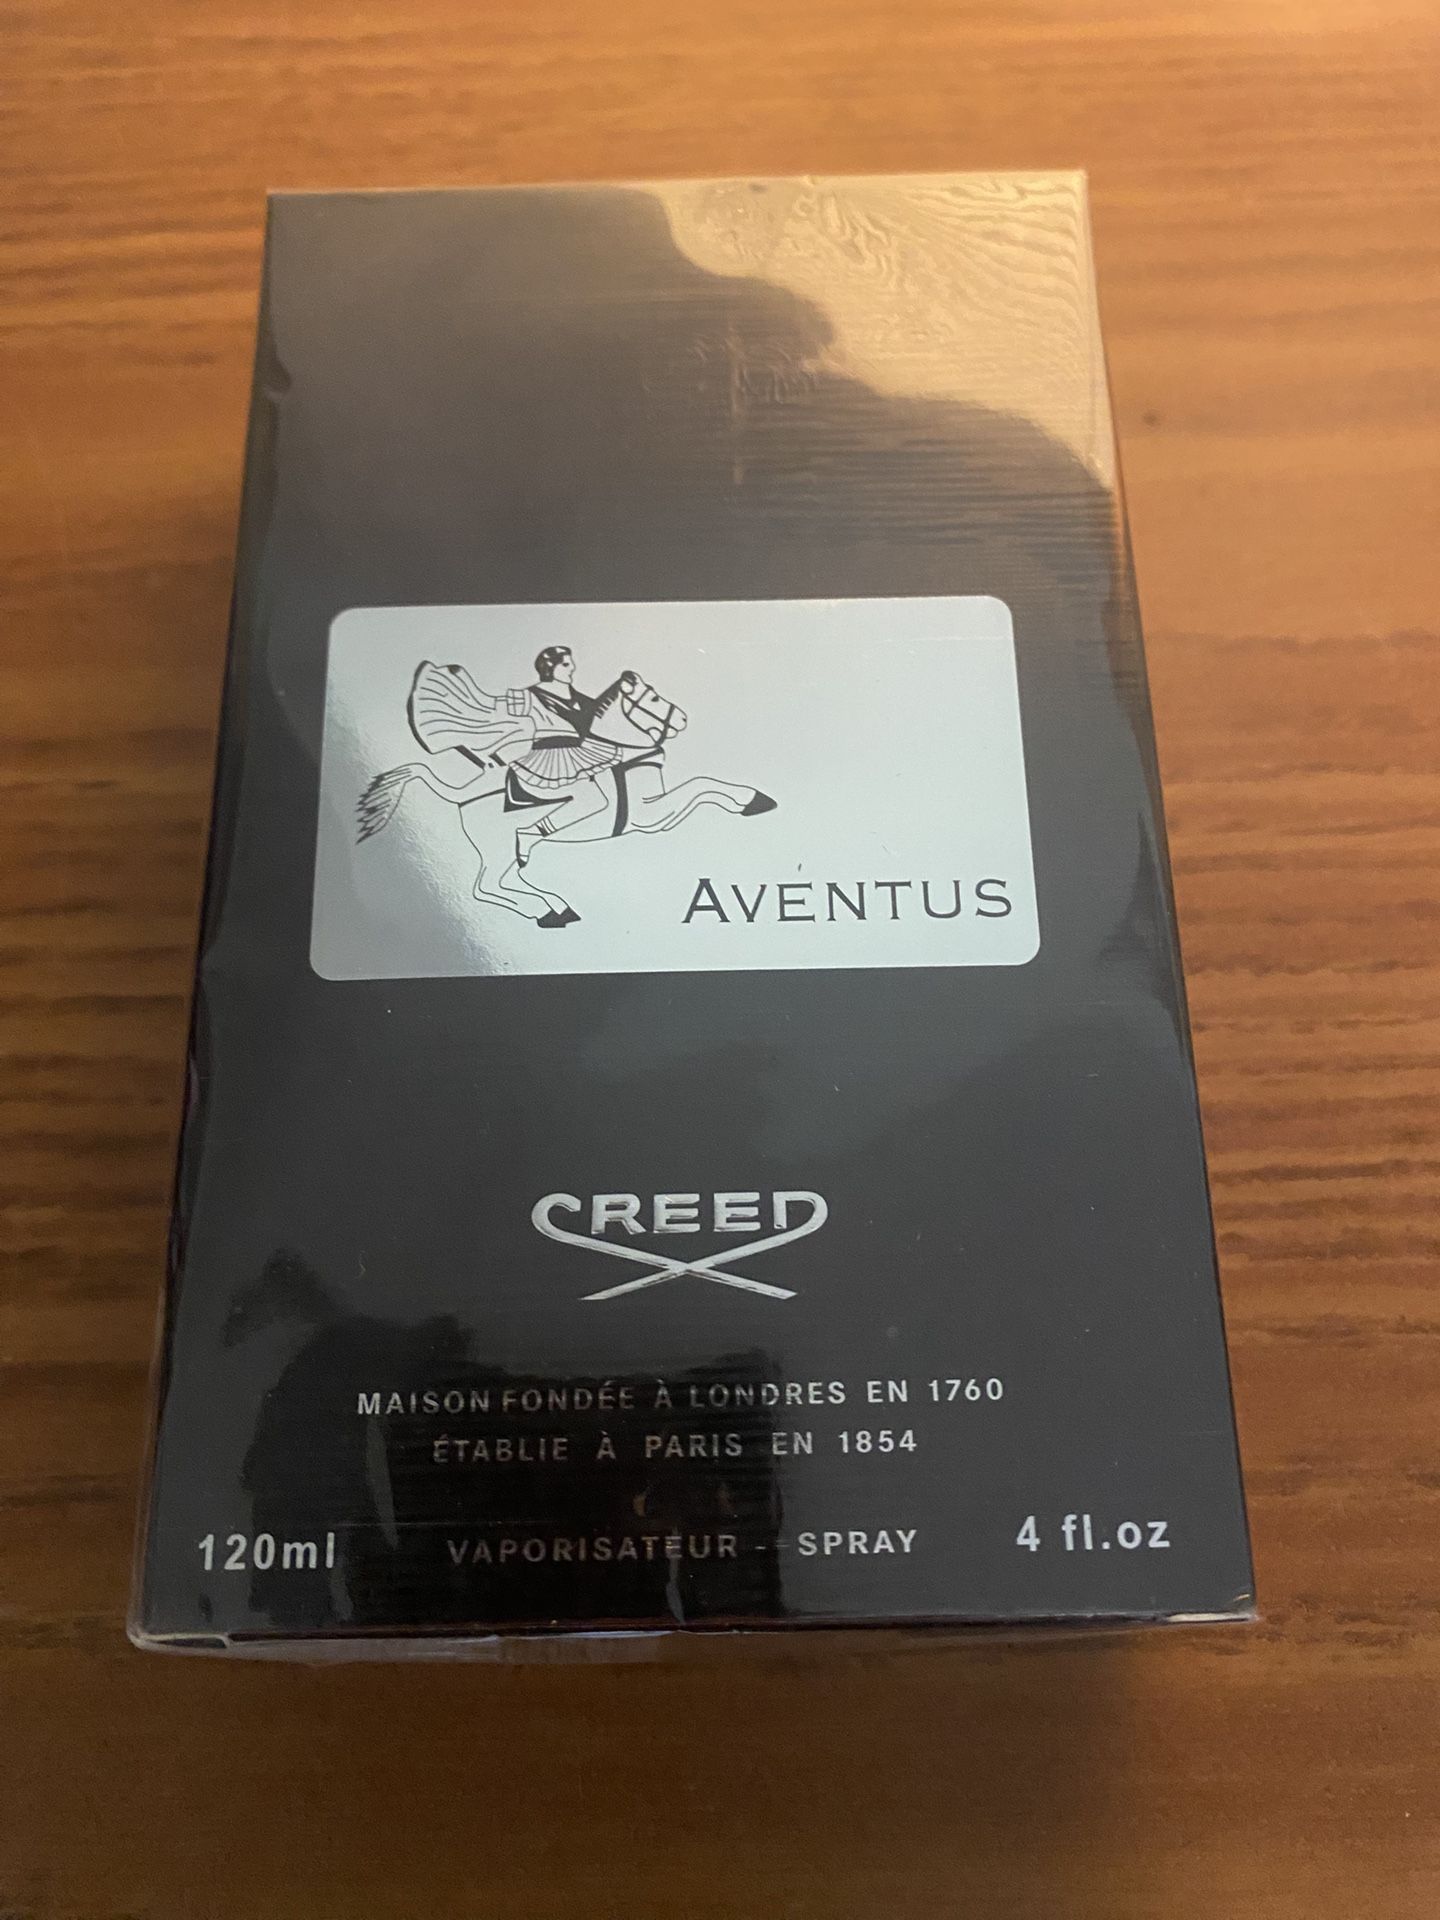 AVENTUS
CREED
MAISON FONDÉE À LONDRES EN 1760
ÉTABLIE À PARIS EN 1854
120ml VAPORISATEUR - SPRAY 4 fl.oz